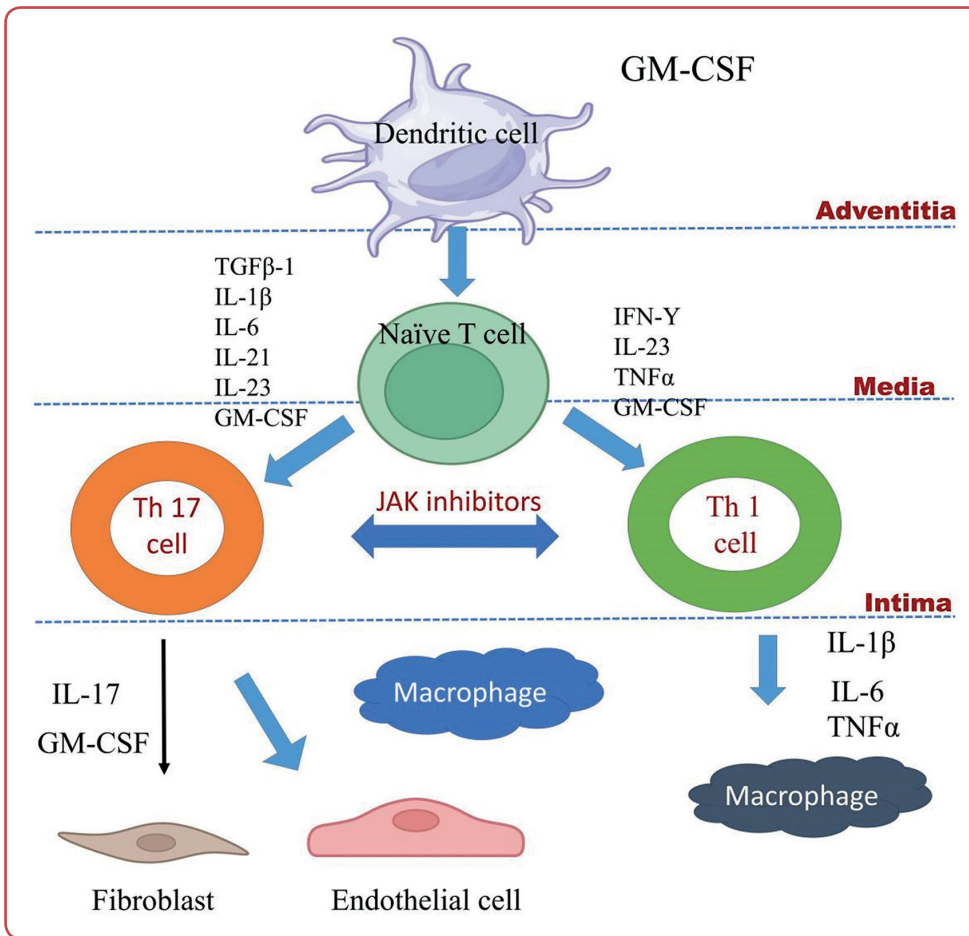 GM-CSF
Dendritic cell
Adventitia
TGFβ-1
IL-1β
IL-6
IL-21
IL-23
GM-CSF
Naïve T cell
IFN-Y
IL-23
TNFα
GM-CSF
Media
Th 17
cell
JAK inhibitors
Th 1
cell
Intima
IL-17
GM-CSF
Macrophage
IL-1β
IL-6
TNFα
Macrophage
Fibroblast
Endothelial cell